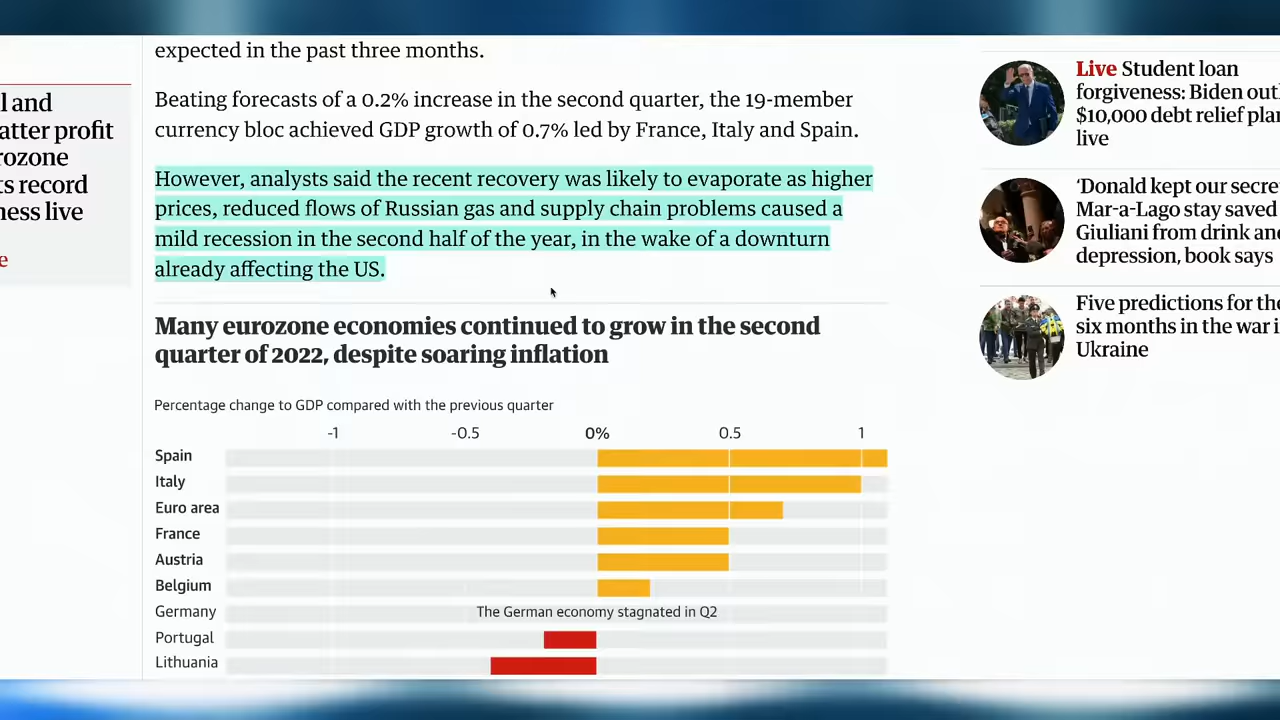 expected in the past three months.
Beating forecasts of a 0.2% increase in the second quarter, the 19-member
currency bloc achieved GDP growth of 0.7% led by France, Italy and Spain.
However, analysts said the recent recovery was likely to evaporate as higher
prices, reduced flows of Russian gas and supply chain problems caused a
mild recession in the second half of the year, in the wake of a downturn
already affecting the US.
Many eurozone economies continued to grow in the second
quarter of 2022, despite soaring inflation
Percentage change to GDP compared with the previous quarter
-1 -0.5 0% 0.5 1
Spain
Italy
Euro area
France
Austria
Belgium
Germany The German economy stagnated in Q2
Portugal
Lithuania
l and
atter profit
rozone
ts record
ness live
e
Live Student loan
forgiveness: Biden out
$10,000 debt relief pla
live
‘Donald kept our secre
Mar-a-Lago stay saved
Giuliani from drink an
depression, book says
Five predictions for the
six months in the war i
Ukraine